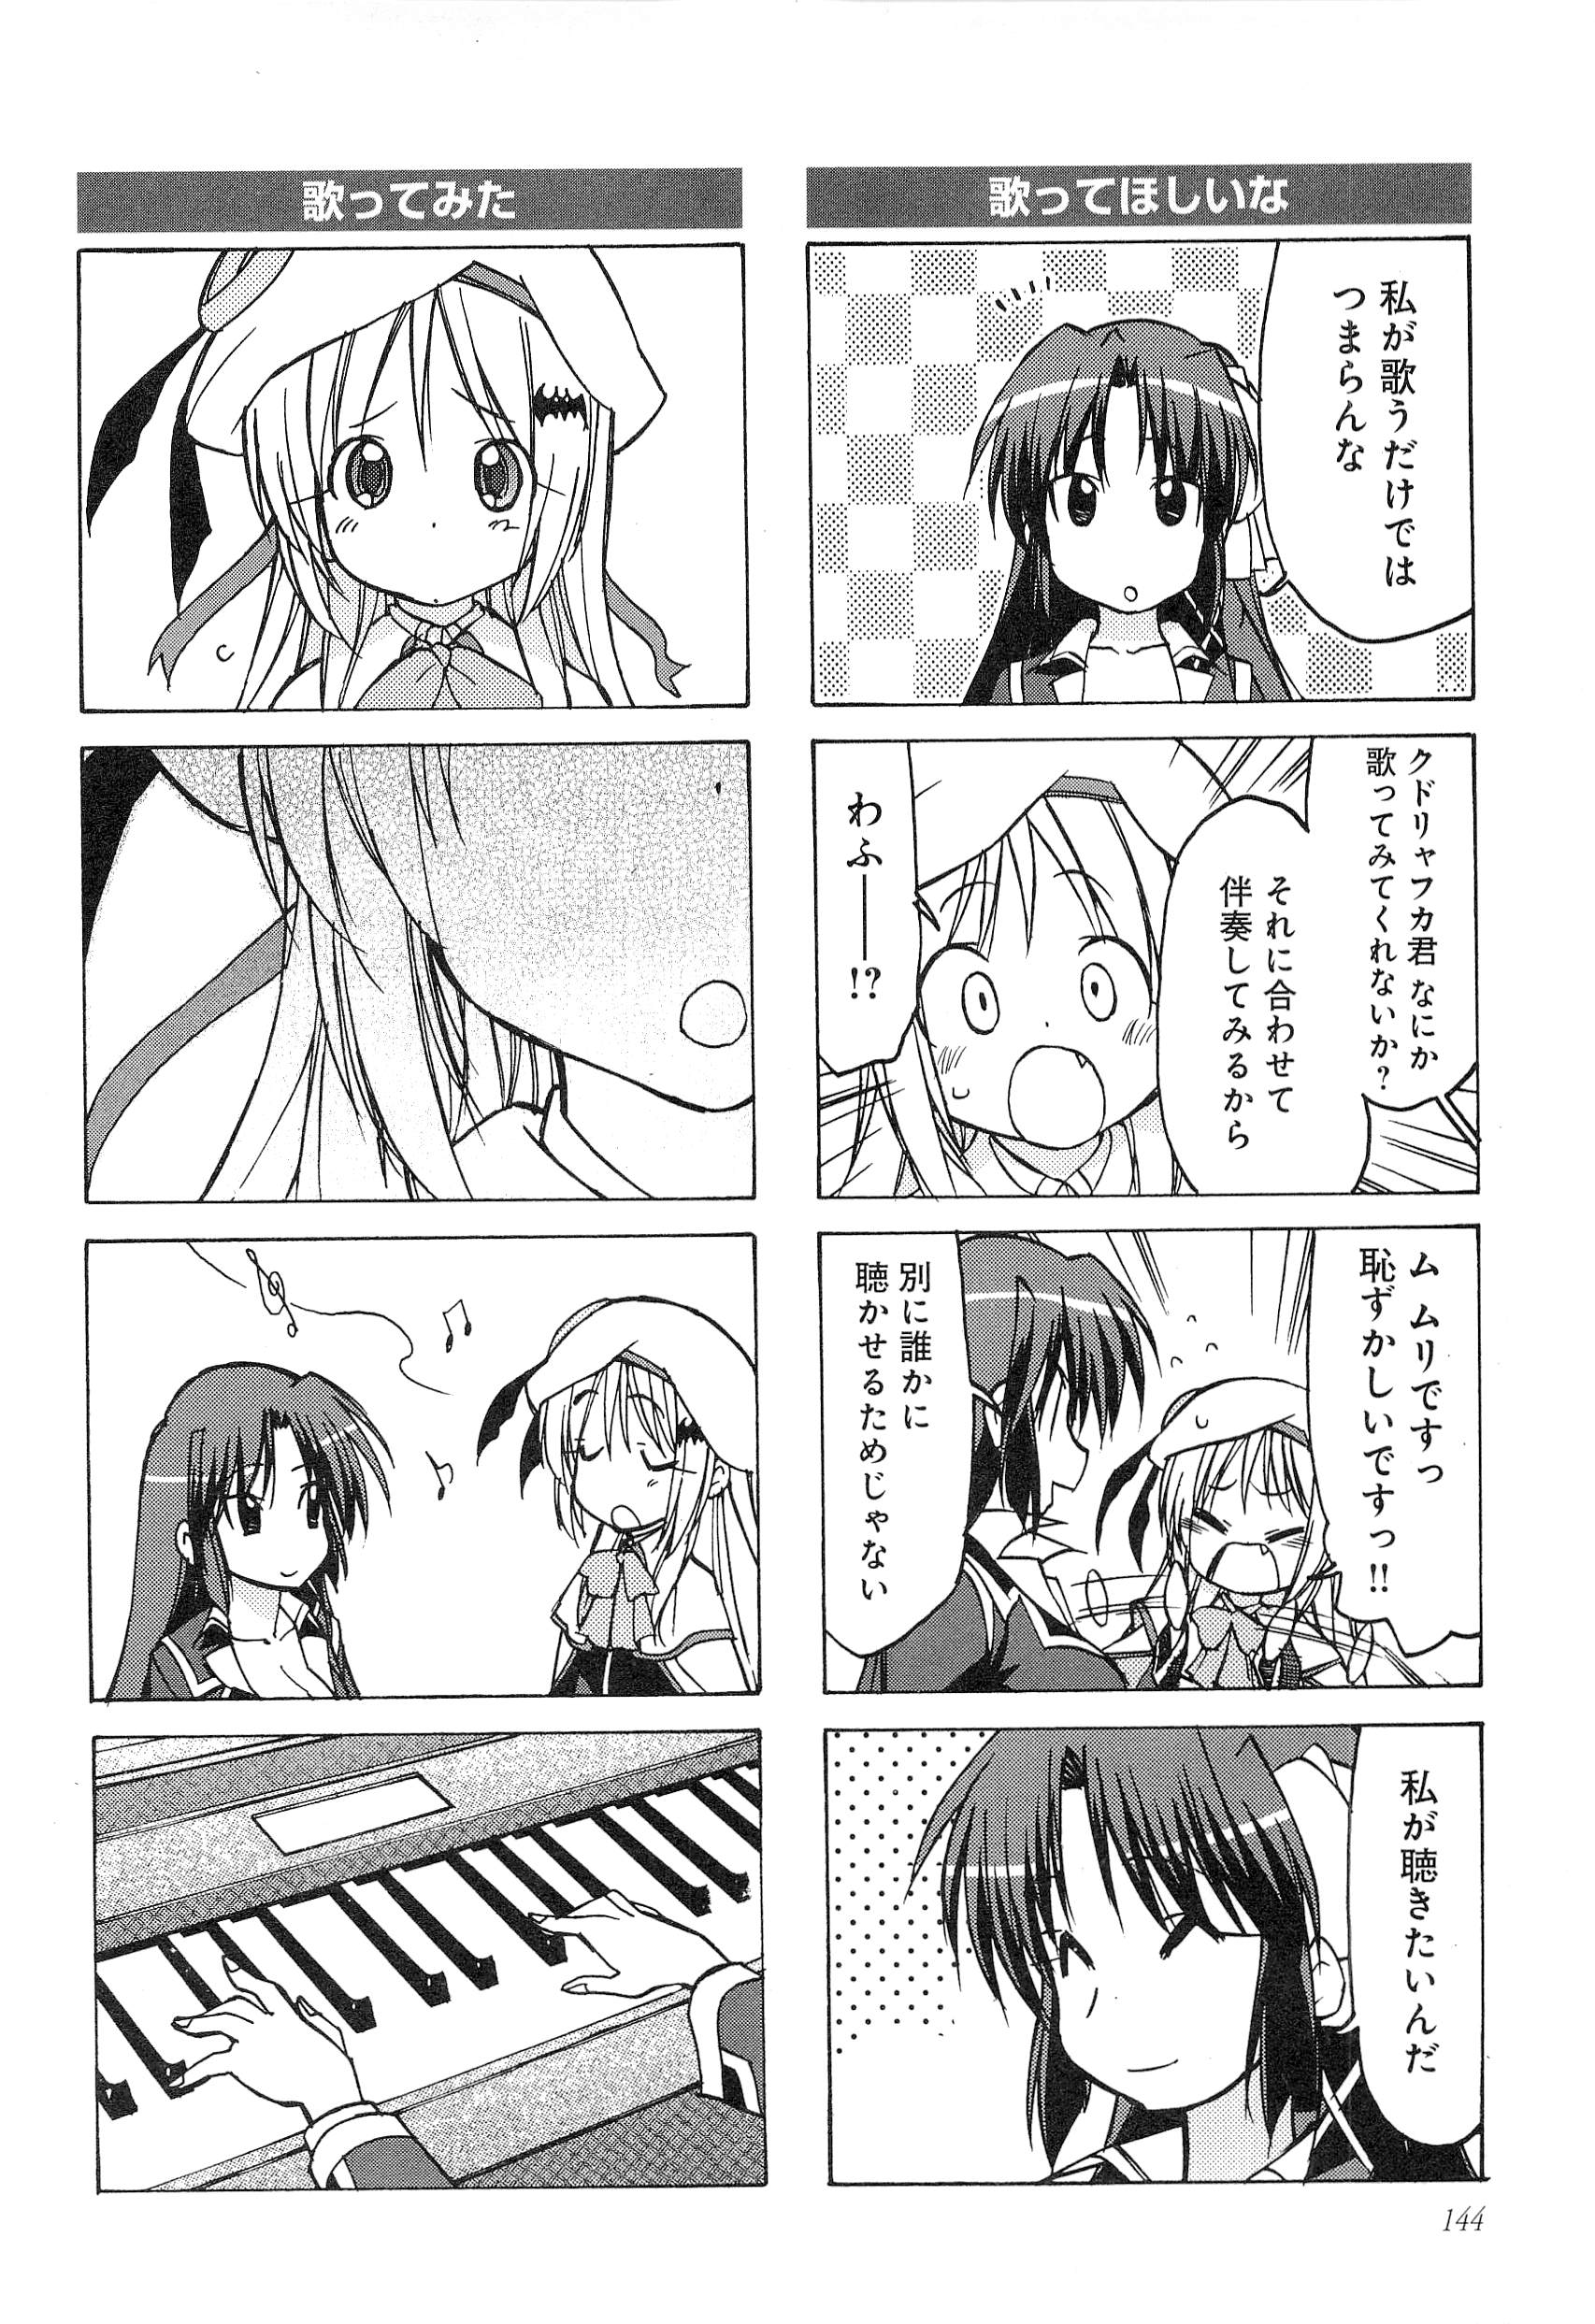 歌ってほしいな
私が歌うだけでは
つまらんな
クドリャフカ君 なにか
歌ってみてくれないか?
それに合わせて
伴奏してみるから
わふ――!?
ム ムリですっ
恥ずかしいですっ!!
別に誰かに
聴かせるためじゃない
私が聴きたいんだ
歌ってみた
144